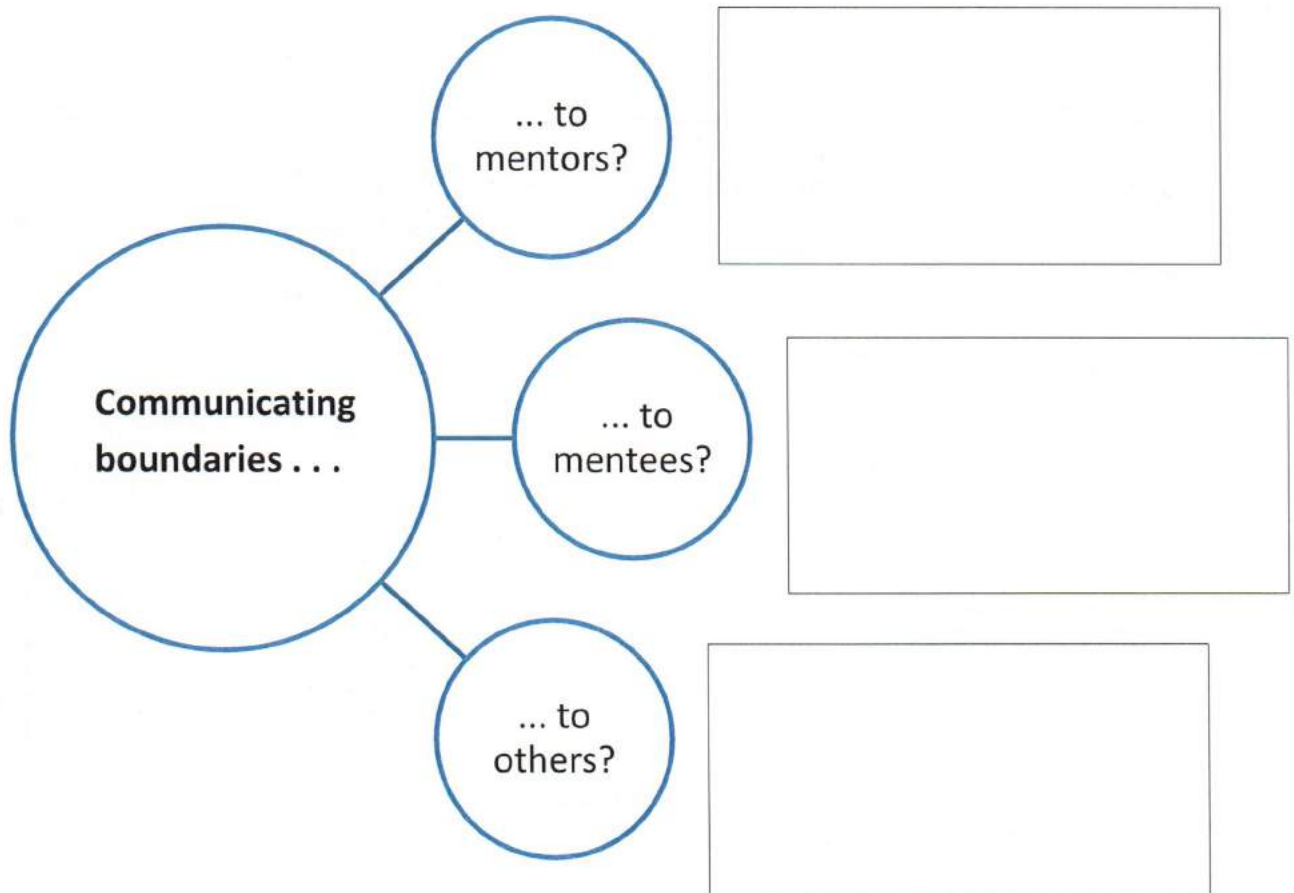 ... to
mentors?
Communicating
boundaries . . .
... to
mentees?
... to
others?